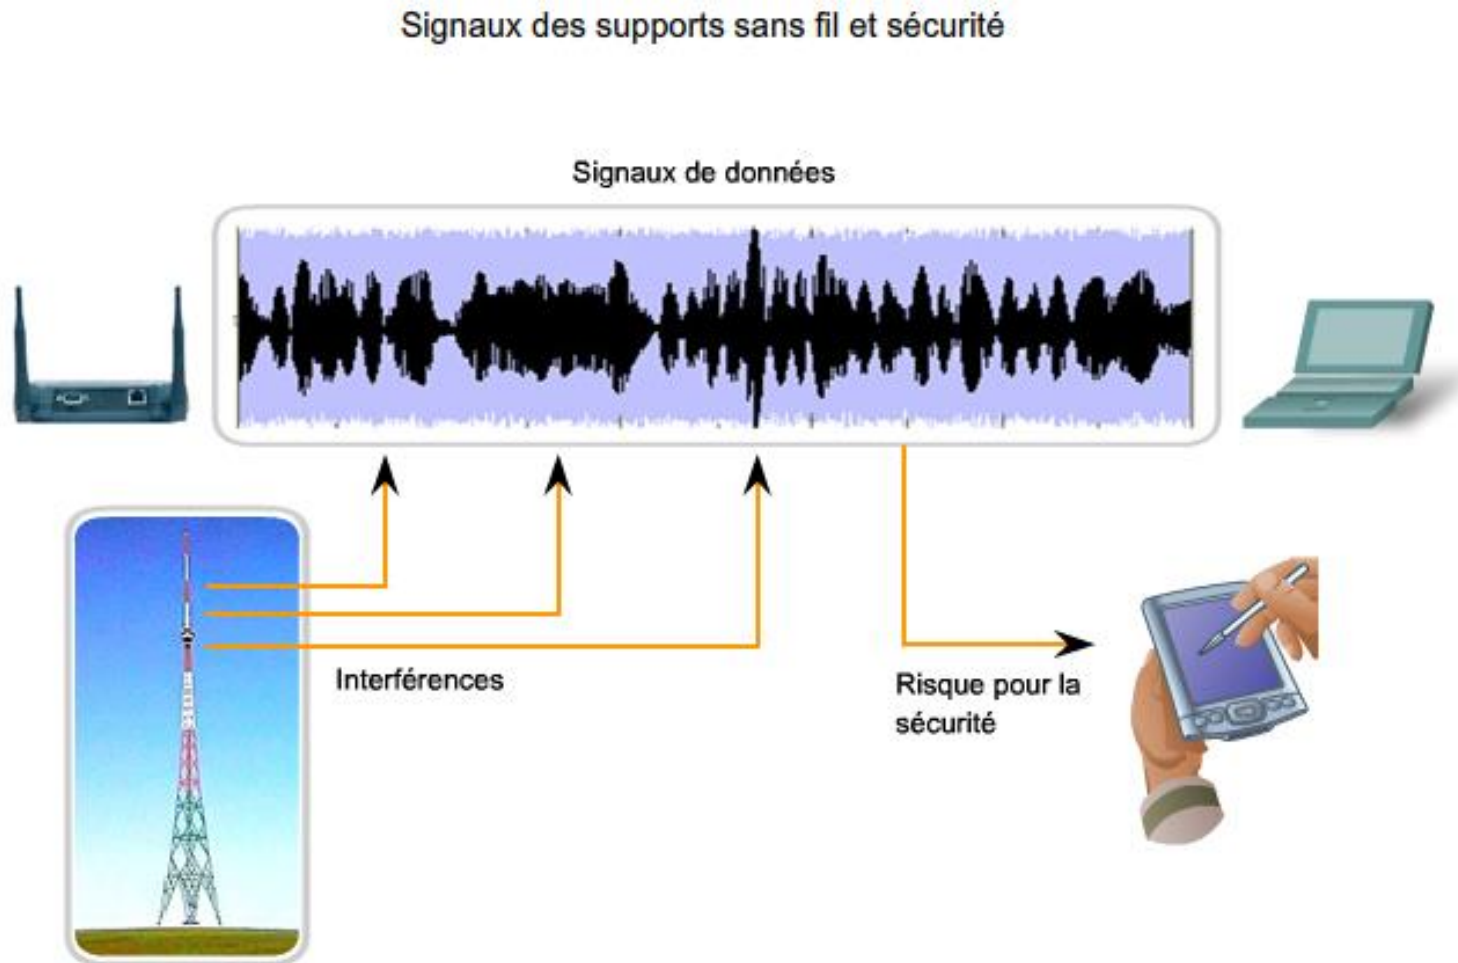 Signaux des supports sans fil et sécurité
Signaux de données
Interférences
Risque pour la
sécurité